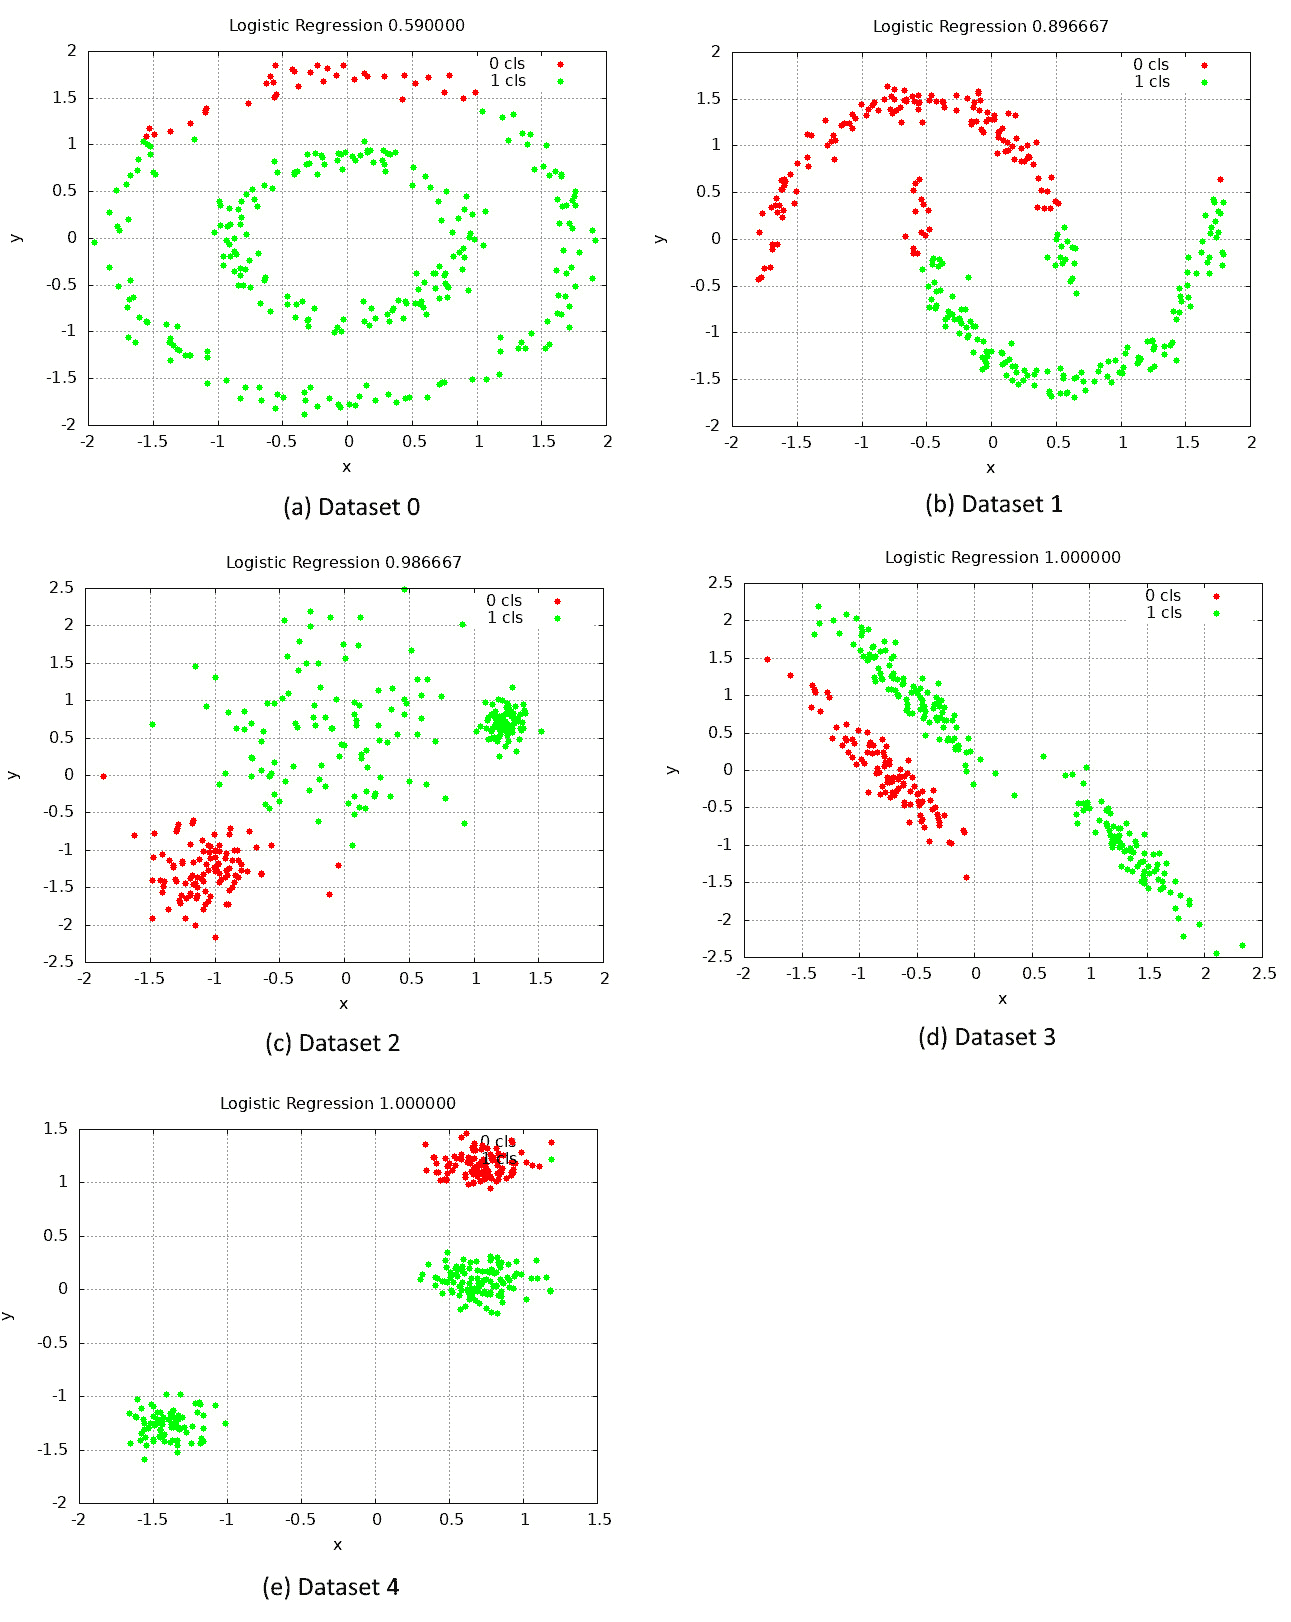 Logistic Regression 0.590000
0 cls
1 cls
2
1.5
1
0.5
0
-0.5
-1
-1.5
-2
y
-2 -1.5 -1 -0.5 0 0.5 1 1.5 2
x
(a) Dataset 0
Logistic Regression 0.896667
0 cls
1 cls
2
1.5
1
0.5
0
-0.5
-1
-1.5
-2
y
-2 -1.5 -1 -0.5 0 0.5 1 1.5 2
x
(b) Dataset 1
Logistic Regression 0.986667
0 cls
1 cls
2.5
2
1.5
1
0.5
0
-0.5
-1
-1.5
-2
-2.5
y
-2 -1.5 -1 -0.5 0 0.5 1 1.5 2
x
(c) Dataset 2
Logistic Regression 1.000000
0 cls
1 cls
2.5
2
1.5
1
0.5
0
-0.5
-1
-1.5
-2
-2.5
y
-2 -1.5 -1 -0.5 0 0.5 1 1.5 2 2.5
x
(d) Dataset 3
Logistic Regression 1.000000
0 cls
1 cls
1.5
1
0.5
0
-0.5
-1
-1.5
-2
y
-2 -1.5 -1 -0.5 0 0.5 1 1.5
x
(e) Dataset 4